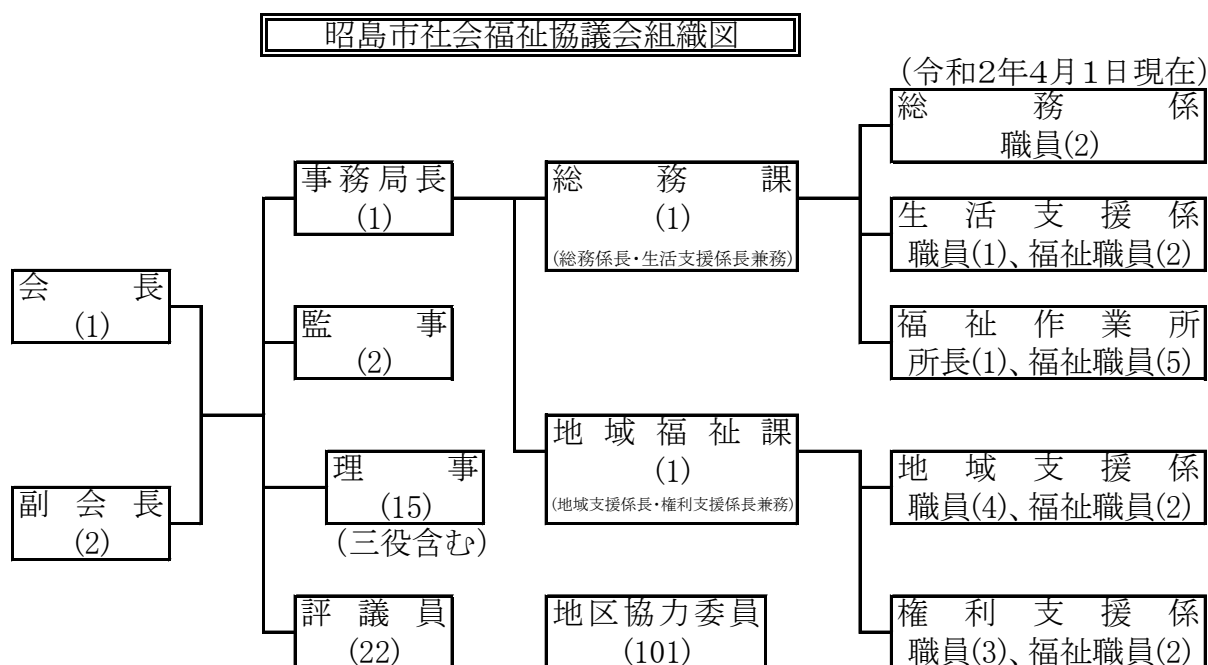 昭島市社会福祉協議会組織図
(令和2年4月1日現在)
会長
(1)
副会長
(2)
事務局長
(1)
監事
(2)
理事
(15)
(三役含む)
評議員
(22)
総務課
(1)
(総務係長・生活支援係長兼務)
地域福祉課
(1)
(地域支援係長・権利支援係長兼務)
地区協力委員
(101)
総務係
職員(2)
生活支援係
職員(1)、福祉職員(2)
福祉作業所
所長(1)、福祉職員(5)
地域支援係
職員(4)、福祉職員(2)
権利支援係
職員(3)、福祉職員(2)